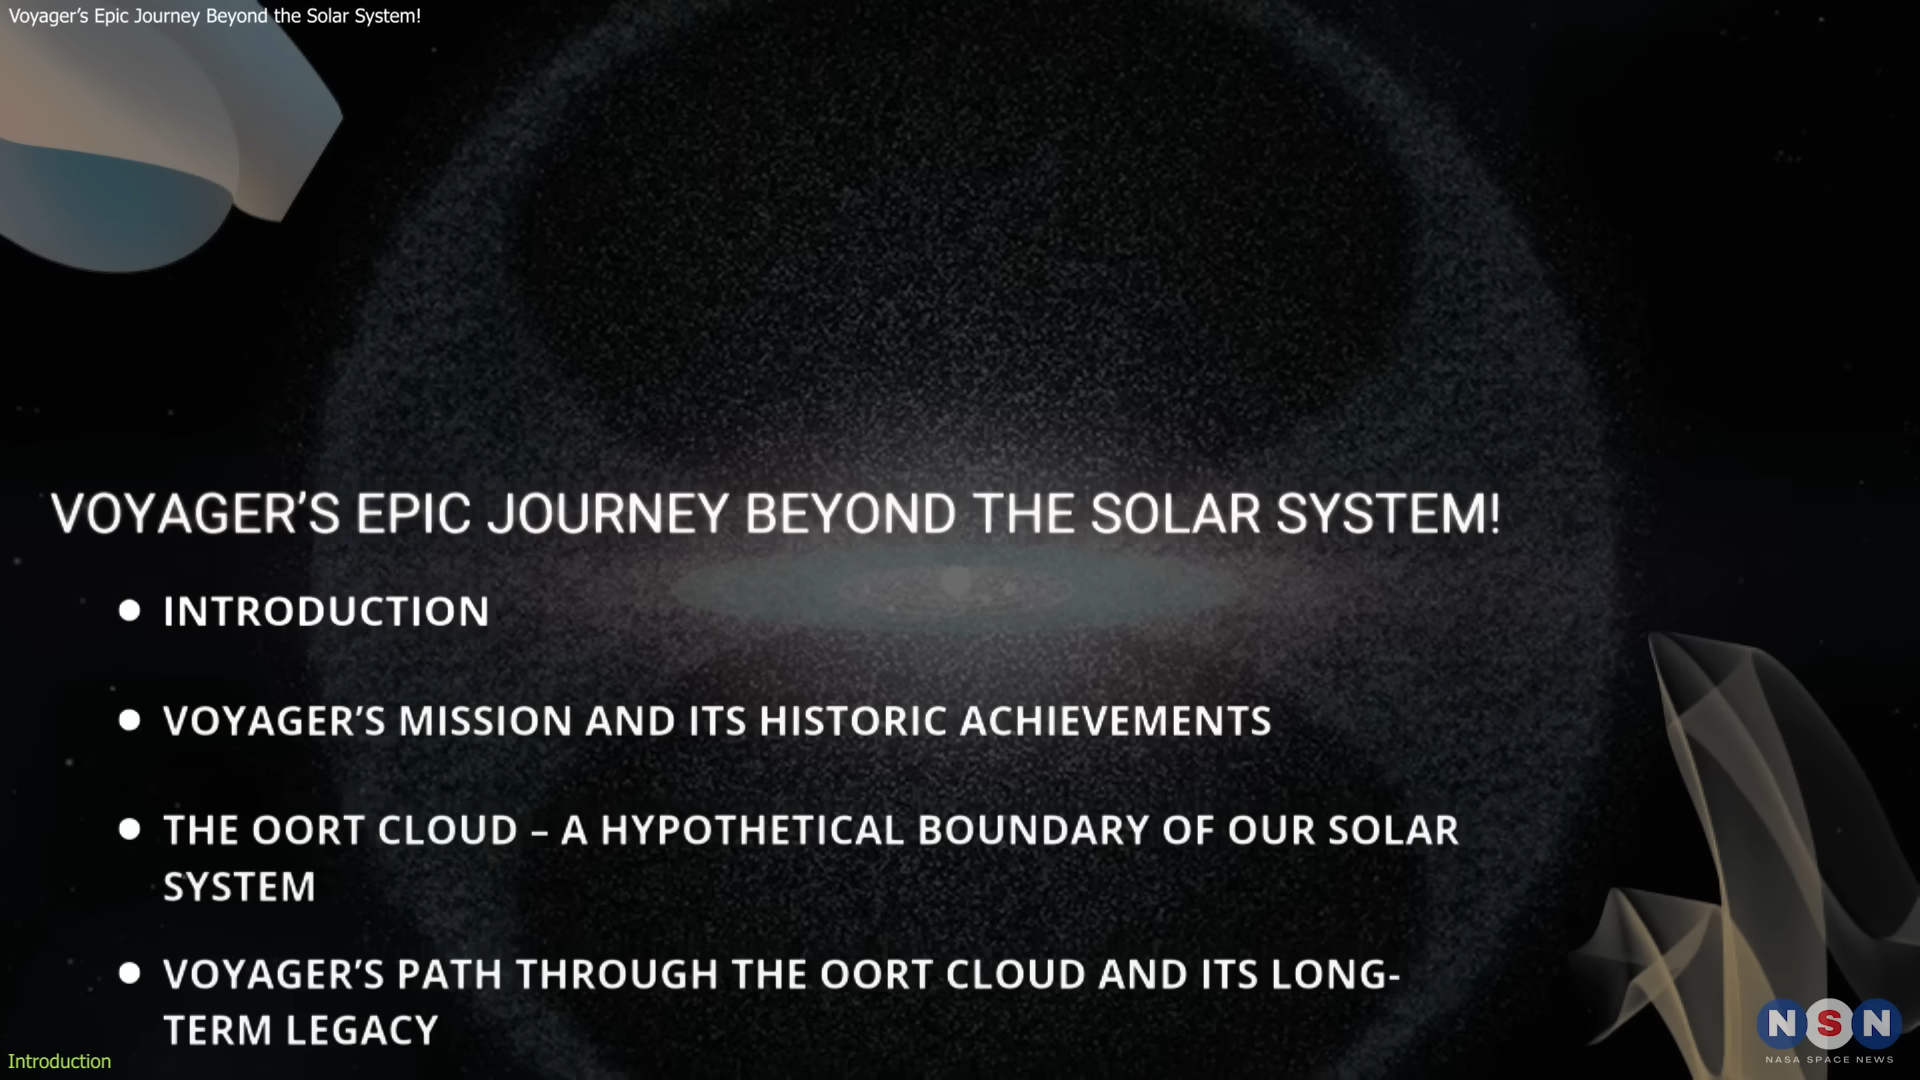 Voyager’s Epic Journey Beyond the Solar System!
VOYAGER’S EPIC JOURNEY BEYOND THE SOLAR SYSTEM!
● INTRODUCTION
● VOYAGER’S MISSION AND ITS HISTORIC ACHIEVEMENTS
● THE OORT CLOUD – A HYPOTHETICAL BOUNDARY OF OUR SOLAR
SYSTEM
● VOYAGER’S PATH THROUGH THE OORT CLOUD AND ITS LONG-
TERM LEGACY
Introduction
NSN
NASA SPACE NEWS